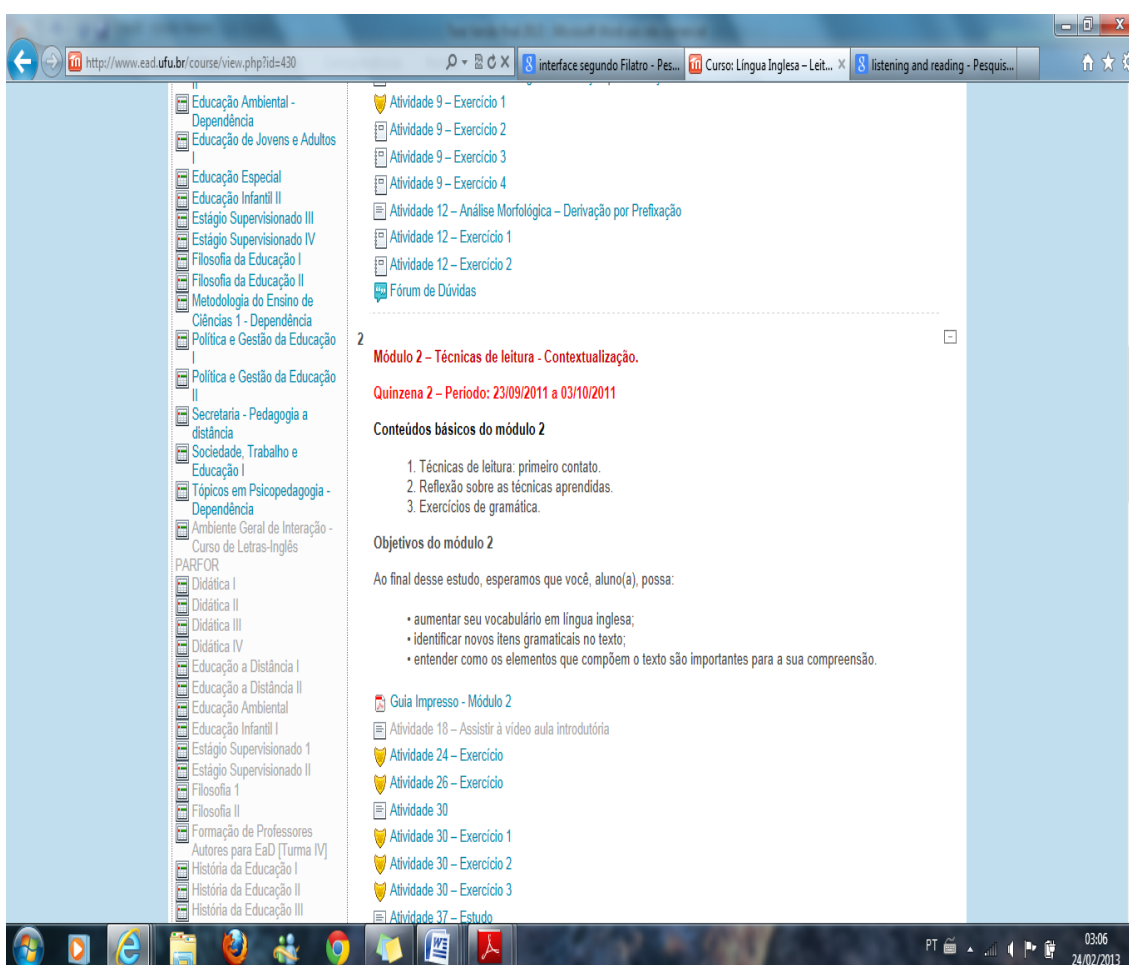 http://www.ead.ufu.br/course/view.php?id=430
interface segundo Filatro - Pes...
Curso: Língua Inglesa – Leit...
listening and reading - Pesquis...
II
Educação Ambiental -
Dependência
Educação de Jovens e Adultos
I
Educação Especial
Educação Infantil II
Estágio Supervisionado III
Estágio Supervisionado IV
Filosofia da Educação I
Filosofia da Educação II
Metodologia do Ensino de
Ciências 1 - Dependência
Política e Gestão da Educação
I
Política e Gestão da Educação
II
Secretaria - Pedagogia a
distância
Sociedade, Trabalho e
Educação I
Tópicos em Psicopedagogia -
Dependência
Ambiente Geral de Interação -
Curso de Letras-Inglês
PARFOR
Didática I
Didática II
Didática III
Didática IV
Educação a Distância I
Educação a Distância II
Educação Ambiental
Educação Infantil I
Estágio Supervisionado 1
Estágio Supervisionado II
Filosofia 1
Filosofia II
Formação de Professores
Autores para EaD [Turma IV]
História da Educação I
História da Educação II
História da Educação III
Atividade 9 – Exercício 1
Atividade 9 – Exercício 2
Atividade 9 – Exercício 3
Atividade 9 – Exercício 4
Atividade 12 – Análise Morfológica – Derivação por Prefixação
Atividade 12 – Exercício 1
Atividade 12 – Exercício 2
Fórum de Dúvidas
2
Módulo 2 – Técnicas de leitura - Contextualização.
Quinzena 2 – Período: 23/09/2011 a 03/10/2011
Conteúdos básicos do módulo 2
1. Técnicas de leitura: primeiro contato.
2. Reflexão sobre as técnicas aprendidas.
3. Exercícios de gramática.
Objetivos do módulo 2
Ao final desse estudo, esperamos que você, aluno(a), possa:
• aumentar seu vocabulário em língua inglesa;
• identificar novos itens gramaticais no texto;
• entender como os elementos que compõem o texto são importantes para a sua compreensão.
Guia Impresso - Módulo 2
Atividade 18 – Assistir à vídeo aula introdutória
Atividade 24 – Exercício
Atividade 26 – Exercício
Atividade 30
Atividade 30 – Exercício 1
Atividade 30 – Exercício 2
Atividade 30 – Exercício 3
Atividade 37 – Estudo
PT
03:06
24/02/2013